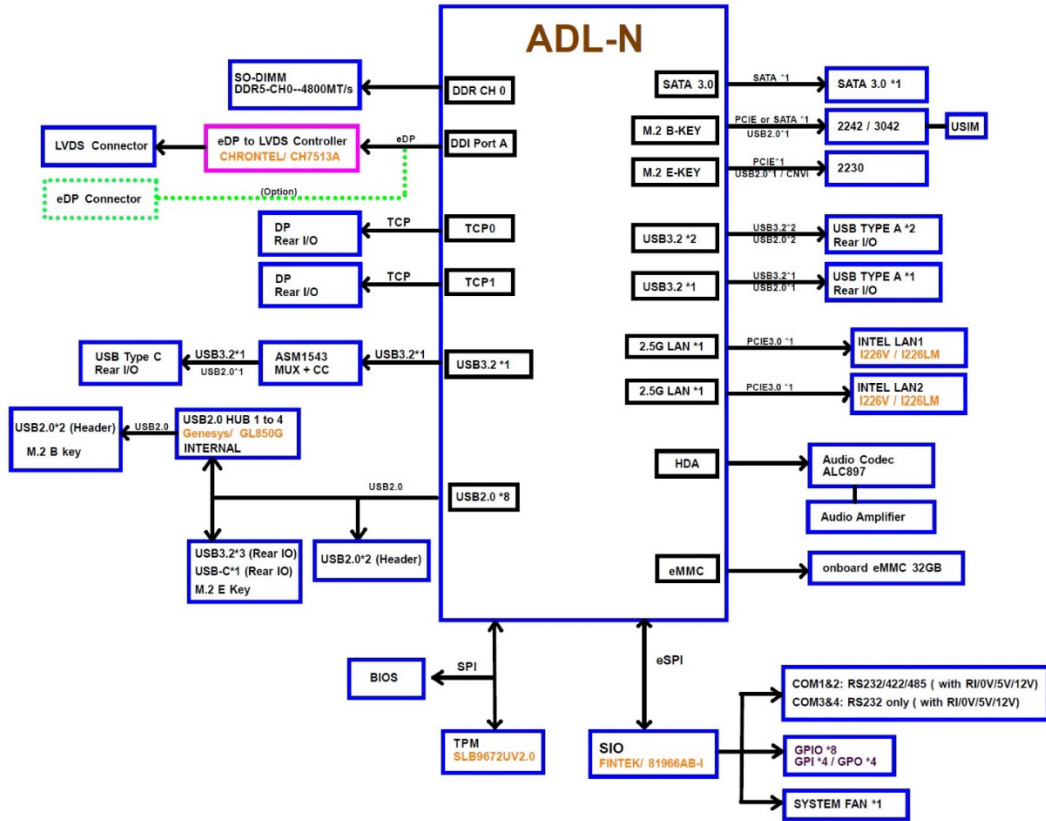 ADL-N
SO-DIMM
DDR5-CH0--4800MT/s
DDR CH 0
LVDS Connector
eDP to LVDS Controller
CHRONTEL/ CH7513A
eDP
DDI Port A
eDP Connector
(Option)
DP
Rear I/O
TCP
TCP0
DP
Rear I/O
TCP
TCP1
USB Type C
Rear I/O
USB3.2*1
USB2.0*1
ASM1543
MUX + CC
USB3.2*1
USB3.2 *1
USB2.0*2 (Header)
M.2 B key
USB2.0
USB2.0 HUB 1 to 4
Genesys/ GL850G
INTERNAL
USB2.0
USB2.0 *8
USB3.2*3 (Rear IO)
USB-C*1 (Rear IO)
M.2 E Key
USB2.0*2 (Header)
SATA 3.0
SATA *1
SATA 3.0 *1
M.2 B-KEY
PCIE or SATA *1
USB2.0*1
2242 / 3042
USIM
M.2 E-KEY
PCIE*1
USB2.0*1 / CNVi
2230
USB3.2 *2
USB3.2*2
USB2.0*2
USB TYPE A *2
Rear I/O
USB3.2 *1
USB3.2*1
USB2.0*1
USB TYPE A *1
Rear I/O
2.5G LAN *1
PCIE3.0 *1
INTEL LAN1
I226V / I226LM
2.5G LAN *1
PCIE3.0 *1
INTEL LAN2
I226V / I226LM
HDA
Audio Codec
ALC897
Audio Amplifier
eMMC
onboard eMMC 32GB
BIOS
SPI
TPM
SLB9672UV2.0
eSPI
SIO
FINTEK/ 81966AB-I
COM1&2: RS232/422/485 ( with RI/0V/5V/12V)
COM3&4: RS232 only ( with RI/0V/5V/12V)
GPIO *8
GPI *4 / GPO *4
SYSTEM FAN *1